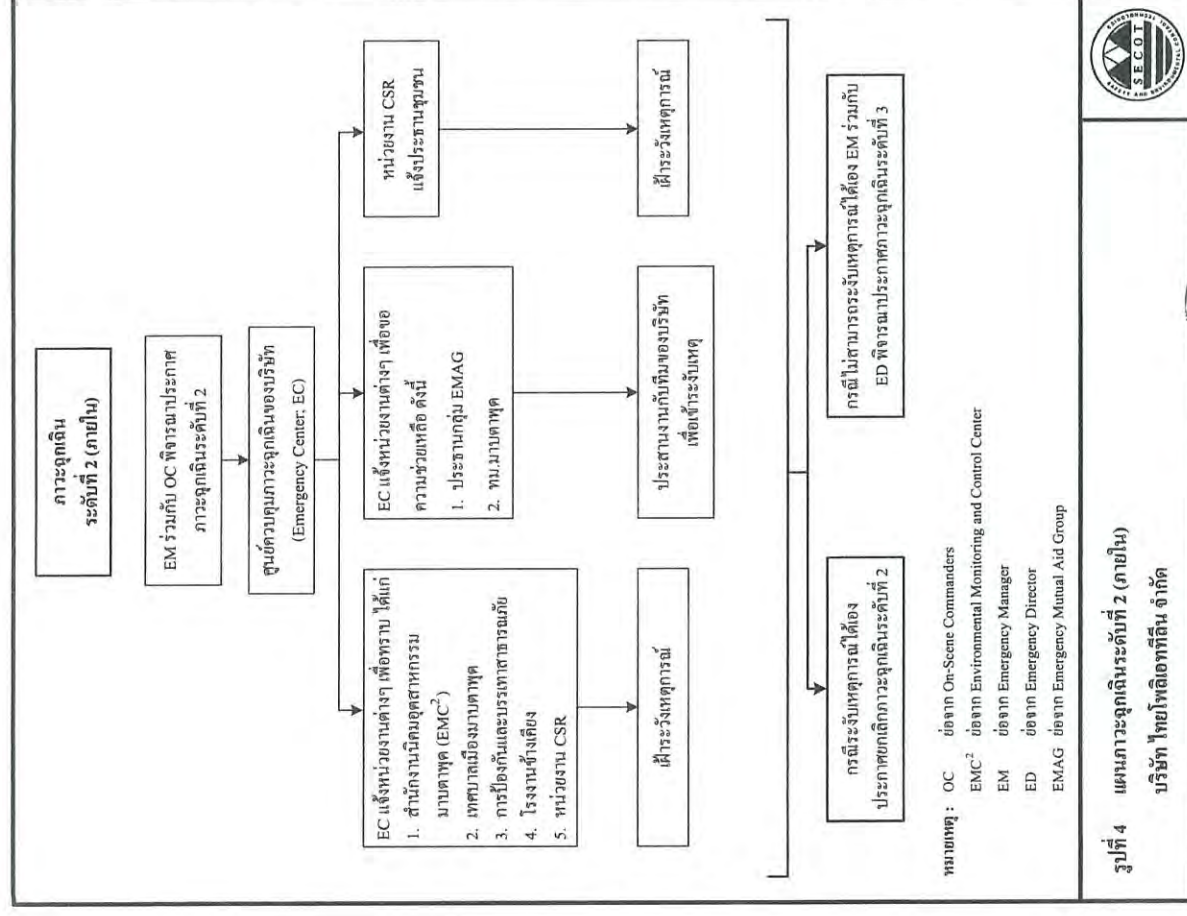 ภาวะฉุกเฉิน
ระดับที่ 2 (ภายใน)
EM ร่วมกับ OC พิจารณาประกาศ
ภาวะฉุกเฉินระดับที่ 2
ศูนย์ควบคุมภาวะฉุกเฉินของบริษัท
(Emergency Center; EC)
EC แจ้งหน่วยงานต่างๆ เพื่อทราบ ได้แก่
1. สำนักงานนิคมอุตสาหกรรม
มาบตาพุด (EMC²)
2. เทศบาลเมืองมาบตาพุด
3. การป้องกันและบรรเทาสาธารณภัย
4. โรงงานข้างเคียง
5. หน่วยงาน CSR
EC แจ้งหน่วยงานต่างๆ เพื่อขอ
ความช่วยเหลือ ดังนี้
1. ประธานกลุ่ม EMAG
2. ทม.มาบตาพุด
หน่วยงาน CSR
แจ้งประธานชุมชน
เฝ้าระวังเหตุการณ์
ประสานงานกับทีมของบริษัท
เพื่อเข้าระงับเหตุ
เฝ้าระวังเหตุการณ์
กรณีระงับเหตุการณ์ได้เอง
ประกาศยกเลิกภาวะฉุกเฉินระดับที่ 2
กรณีไม่สามารถระงับเหตุการณ์ได้เอง EM ร่วมกับ
ED พิจารณาประกาศภาวะฉุกเฉินระดับที่ 3
หมายเหตุ : OC ย่อจาก On-Scene Commanders
EMC² ย่อจาก Environmental Monitoring and Control Center
EM ย่อจาก Emergency Manager
ED ย่อจาก Emergency Director
EMAG ย่อจาก Emergency Mutual Aid Group
รูปที่ 4 แผนภาวะฉุกเฉินระดับที่ 2 (ภายใน)
บริษัท ไทยโพลิเอททีลีน จำกัด
SECOT